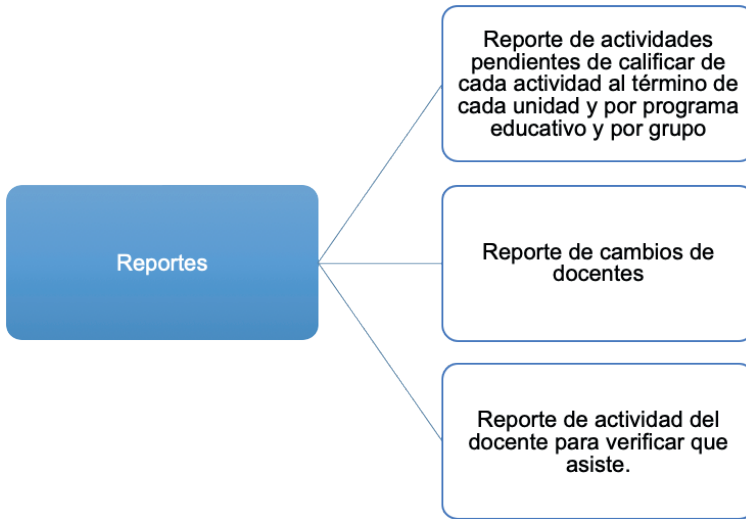 Reporte de actividades
pendientes de calificar de
cada actividad al término de
cada unidad y por programa
educativo y por grupo
Reportes
Reporte de cambios de
docentes
Reporte de actividad del
docente para verificar que
asiste.